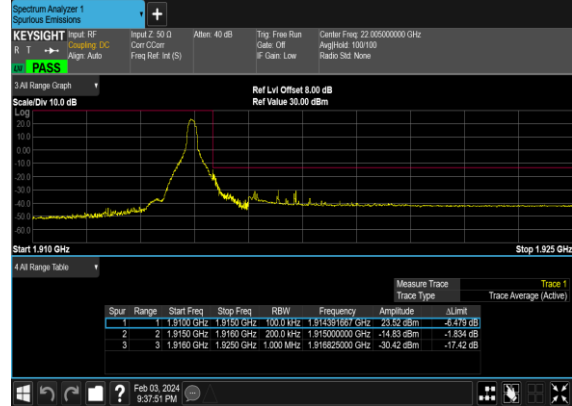 Spectrum Analyzer 1
Spurious Emissions
+
KEYSIGHT Input: RF Input Z: 50 Ω Atten: 40 dB Trig: Free Run Center Freq: 22.005000000 GHz
R T Coupling: DC Corr CCorr Gate: Off Avg|Hold: 100/100
Align: Auto Freq Ref: Int (S) IF Gain: Low Radio Std: None
PASS
3 All Range Graph
Ref Lvl Offset 8.00 dB
Scale/Div 10.0 dB Ref Value 30.00 dBm
Log
20.0
10.0
0.00
-10.0
-20.0
-30.0
-40.0
-50.0
-60.0
Start 1.910 GHz Stop 1.925 GHz
4 All Range Table
Measure Trace Trace 1
Trace Type Trace Average (Active)
Spur Range Start Freq Stop Freq RBW Frequency Amplitude ΔLimit
1 1 1.9100 GHz 1.9150 GHz 100.0 kHz 1.914391667 GHz 23.52 dBm -6.479 dB
2 2 1.9150 GHz 1.9160 GHz 200.0 kHz 1.915000000 GHz -14.83 dBm -1.834 dB
3 3 1.9160 GHz 1.9250 GHz 1.000 MHz 1.916825000 GHz -30.42 dBm -17.42 dB
? Feb 03, 2024
9:37:51 PM